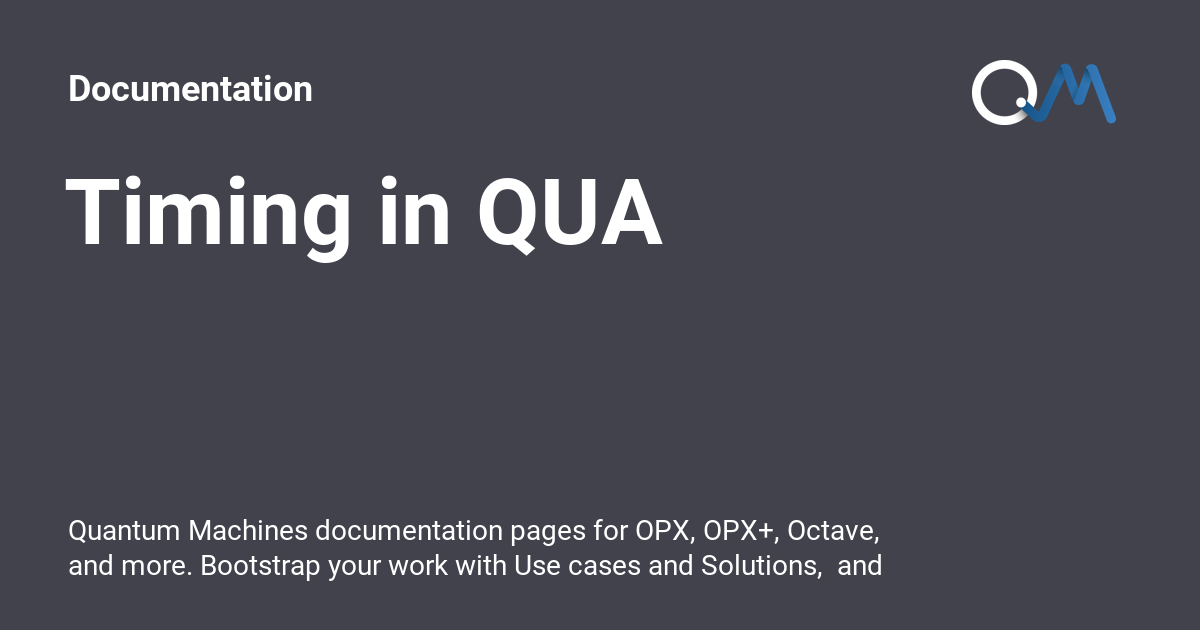 Documentation
QM
Timing in QUA
Quantum Machines documentation pages for OPX, OPX+, Octave,
and more. Bootstrap your work with Use cases and Solutions,  and